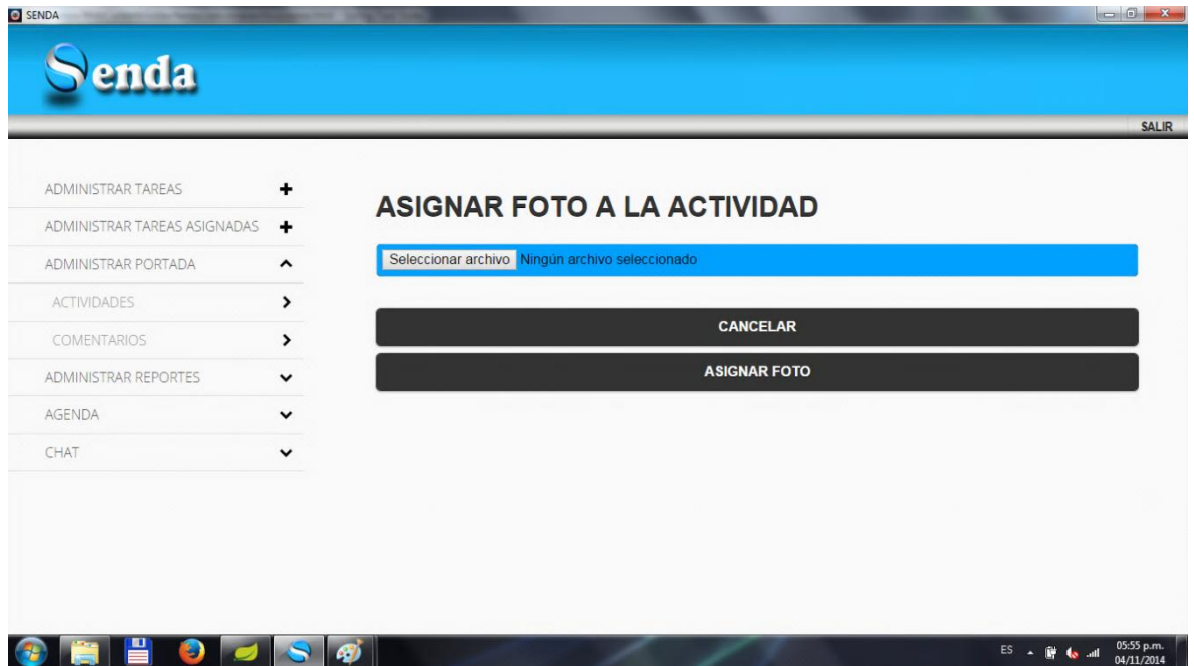 SENDA
Senda
SALIR
ADMINISTRAR TAREAS
ADMINISTRAR TAREAS ASIGNADAS
ADMINISTRAR PORTADA
ACTIVIDADES
COMENTARIOS
ADMINISTRAR REPORTES
AGENDA
CHAT
ASIGNAR FOTO A LA ACTIVIDAD
Seleccionar archivo Ningún archivo seleccionado
CANCELAR
ASIGNAR FOTO
ES
05:55 p.m.
04/11/2014